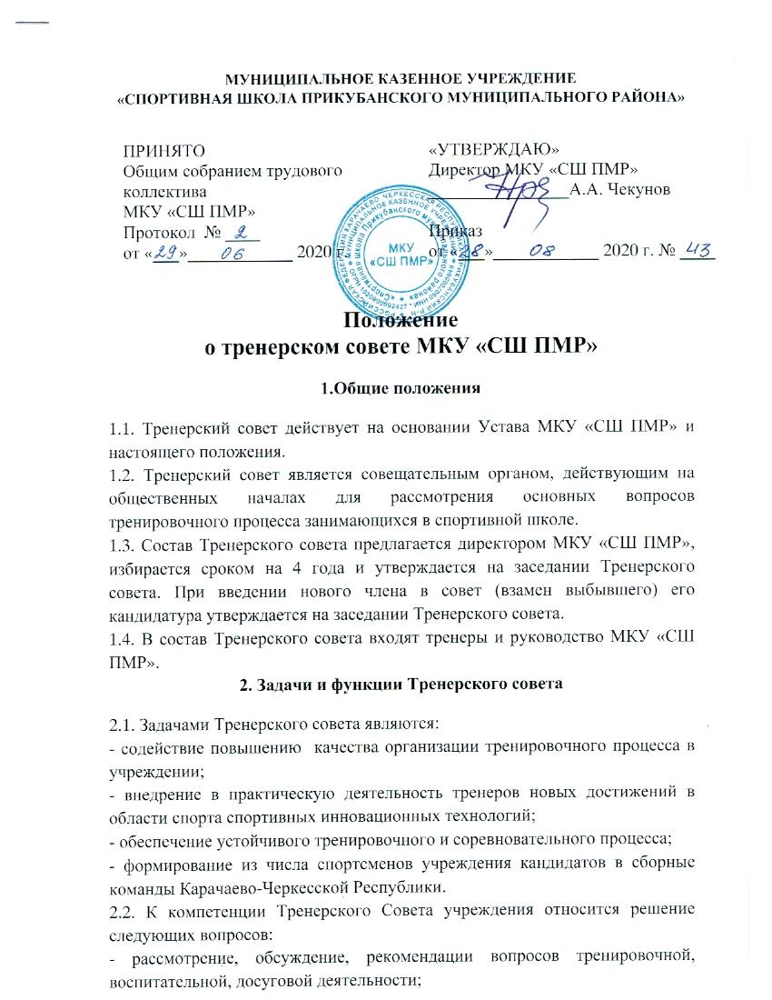 МУНИЦИПАЛЬНОЕ КАЗЕННОЕ УЧРЕЖДЕНИЕ
«СПОРТИВНАЯ ШКОЛА ПРИКУБАНСКОГО МУНИЦИПАЛЬНОГО РАЙОНА»
ПРИНЯТО
Общим собранием трудового
коллектива
МКУ «СШ ПМР»
Протокол № 2
от «29» 06 2020 г.
«УТВЕРЖДАЮ»
Директор МКУ «СШ ПМР»
А.А. Чекунов
Приказ
от «28» 08 2020 г. № 43
МКУ
«СШ ПМР»
Положение
о тренерском совете МКУ «СШ ПМР»
1.Общие положения
1.1. Тренерский совет действует на основании Устава МКУ «СШ ПМР» и
настоящего положения.
1.2. Тренерский совет является совещательным органом, действующим на
общественных началах для рассмотрения основных вопросов
тренировочного процесса занимающихся в спортивной школе.
1.3. Состав Тренерского совета предлагается директором МКУ «СШ ПМР»,
избирается сроком на 4 года и утверждается на заседании Тренерского
совета. При введении нового члена в совет (взамен выбывшего) его
кандидатура утверждается на заседании Тренерского совета.
1.4. В состав Тренерского совета входят тренеры и руководство МКУ «СШ
ПМР».
2. Задачи и функции Тренерского совета
2.1. Задачами Тренерского совета являются:
- содействие повышению качества организации тренировочного процесса в
учреждении;
- внедрение в практическую деятельность тренеров новых достижений в
области спорта спортивных инновационных технологий;
- обеспечение устойчивого тренировочного и соревновательного процесса;
- формирование из числа спортсменов учреждения кандидатов в сборные
команды Карачаево-Черкесской Республики.
2.2. К компетенции Тренерского Совета учреждения относится решение
следующих вопросов:
- рассмотрение, обсуждение, рекомендации вопросов тренировочной,
воспитательной, досуговой деятельности;